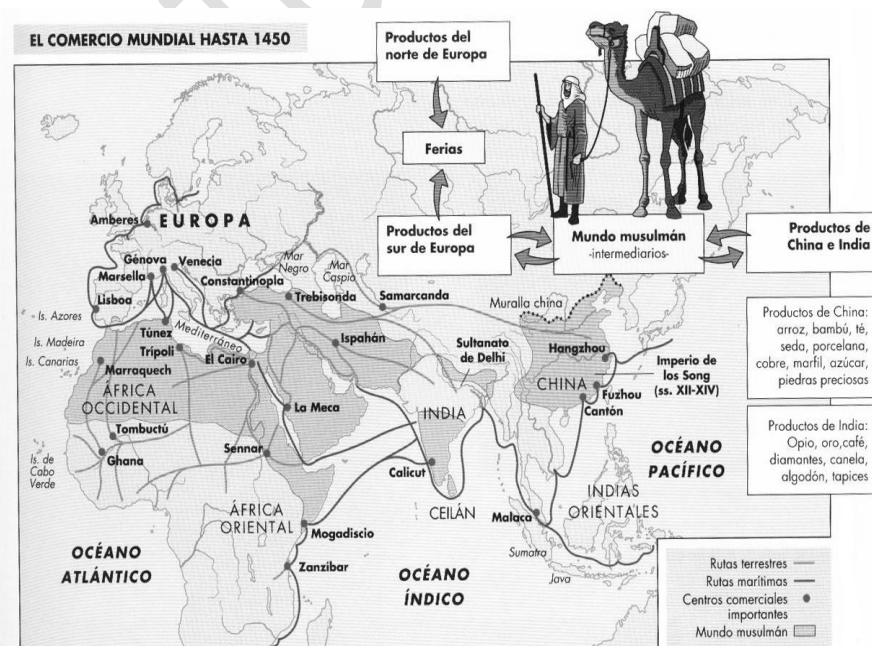 EL COMERCIO MUNDIAL HASTA 1450
Productos del
norte de Europa
Ferias
Productos del
sur de Europa
Mundo musulmán
-intermediarios-
Productos de
China e India
Productos de China:
arroz, bambú, té,
seda, porcelana,
cobre, marfil, azúcar,
piedras preciosas
Productos de India:
Opio, oro,café,
diamantes, canela,
algodón, tapices
Amberes
EUROPA
Génova
Venecia
Marsella
Constantinopla
Mar
Negro
Mar
Caspio
Trebisonda
Samarcanda
Muralla china
Lisboa
Is. Azores
Is. Madeira
Is. Canarias
Túnez
Mediterráneo
Trípoli
El Cairo
Marraquech
ÁFRICA
OCCIDENTAL
Ispahán
Sultanato
de Delhi
Hangzhou
Imperio de
los Song
(ss. XII-XIV)
CHINA
Fuzhou
Cantón
La Meca
INDIA
Tombuctú
Ghana
Sennar
Is. de
Cabo
Verde
Calicut
CEILÁN
OCÉANO
PACÍFICO
INDIAS
ORIENTALES
Malaca
Sumatra
Java
ÁFRICA
ORIENTAL
Mogadiscio
Zanzíbar
OCÉANO
ATLÁNTICO
OCÉANO
ÍNDICO
Rutas terrestres
Rutas marítimas
Centros comerciales
importantes
Mundo musulmán